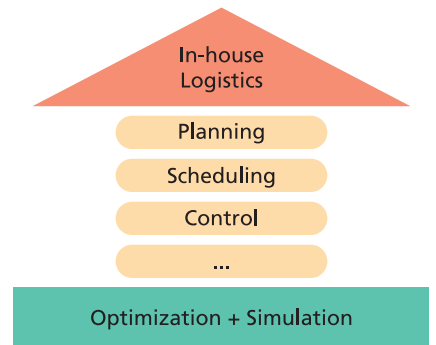 In-house
Logistics
Planning
Scheduling
Control
...
Optimization + Simulation